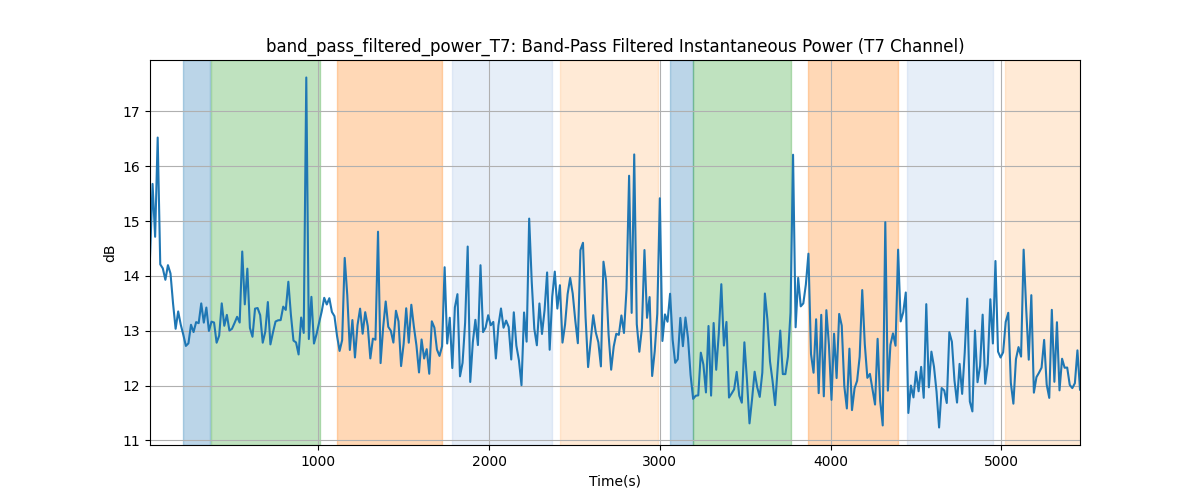 band_pass_filtered_power_T7: Band-Pass Filtered Instantaneous Power (T7 Channel)
dB
17
16
15
14
13
12
11
1000 2000 3000 4000 5000
Time(s)